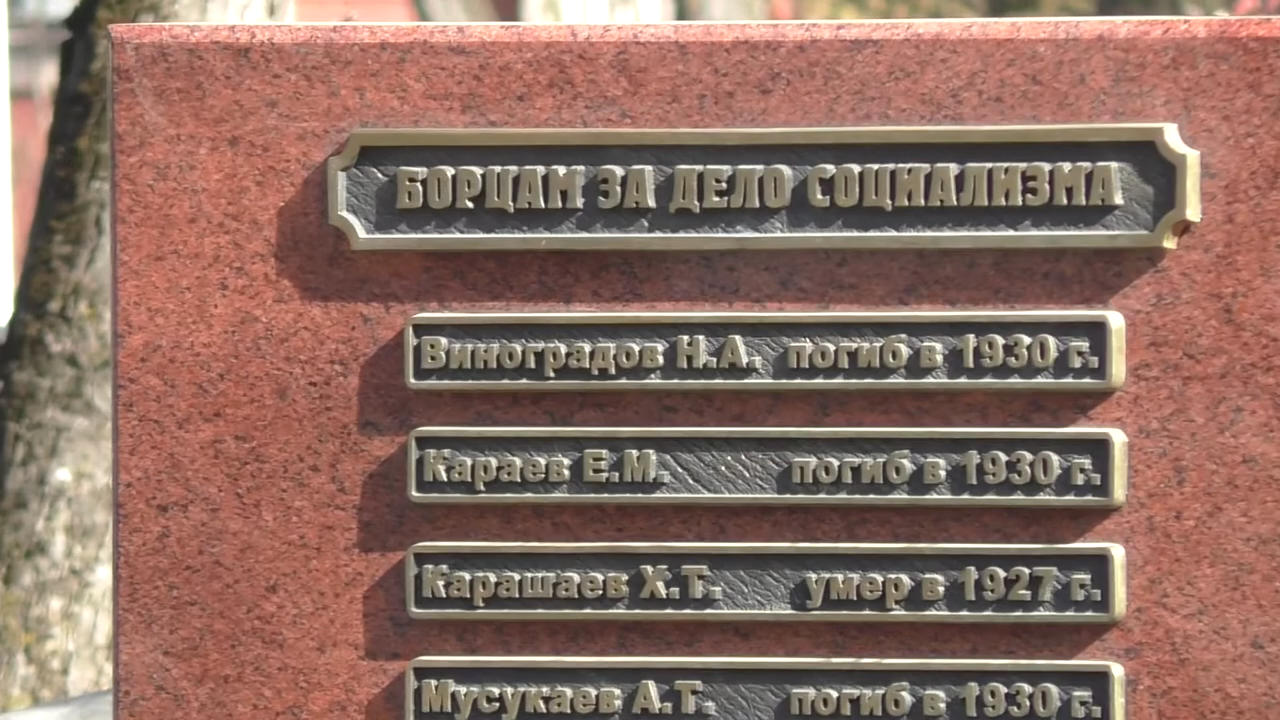 БОРЦАМ ЗА ДЕЛО СОЦИАЛИЗМА
Виноградов Н.А. погиб в 1930 г.
Караев Е.М. погиб в 1930 г.
Карашаев Х.Т. умер в 1927 г.
Мусукаев А.Т. погиб в 1930 г.